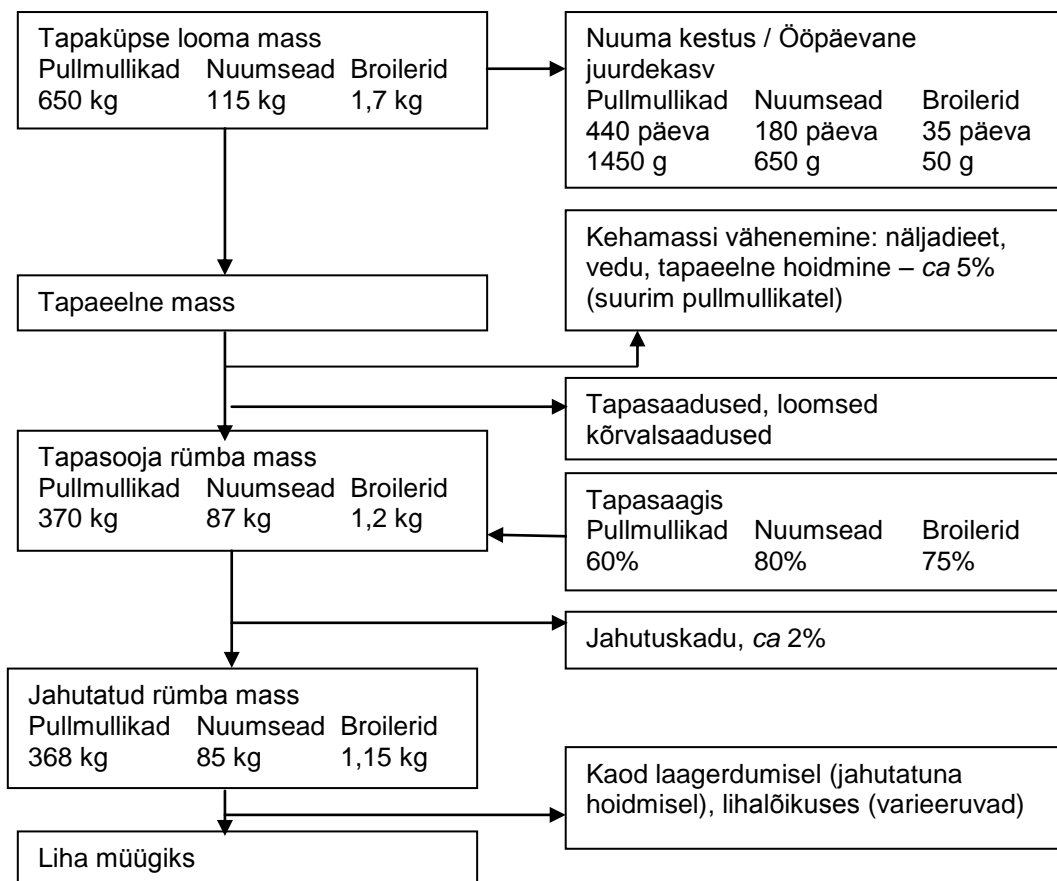 Tapaküpse looma mass
Pullmullikad Nuumsead Broilerid
650 kg 115 kg 1,7 kg
Nuuma kestus / Ööpäevane
juurdekasv
Pullmullikad Nuumsead Broilerid
440 päeva 180 päeva 35 päeva
1450 g 650 g 50 g
Kehamassi vähenemine: näljadieet,
vedu, tapaeelne hoidmine – ca 5%
(suurim pullmullikatel)
Tapaeelne mass
Tapasaadused, loomsed
kõrvalsaadused
Tapasooja rümba mass
Pullmullikad Nuumsead Broilerid
370 kg 87 kg 1,2 kg
Tapasaagis
Pullmullikad Nuumsead Broilerid
60% 80% 75%
Jahutuskadu, ca 2%
Jahutatud rümba mass
Pullmullikad Nuumsead Broilerid
368 kg 85 kg 1,15 kg
Kaod laagerdumisel (jahutatuna
hoidmisel), lihalõikuses (varieeruvad)
Liha müügiks